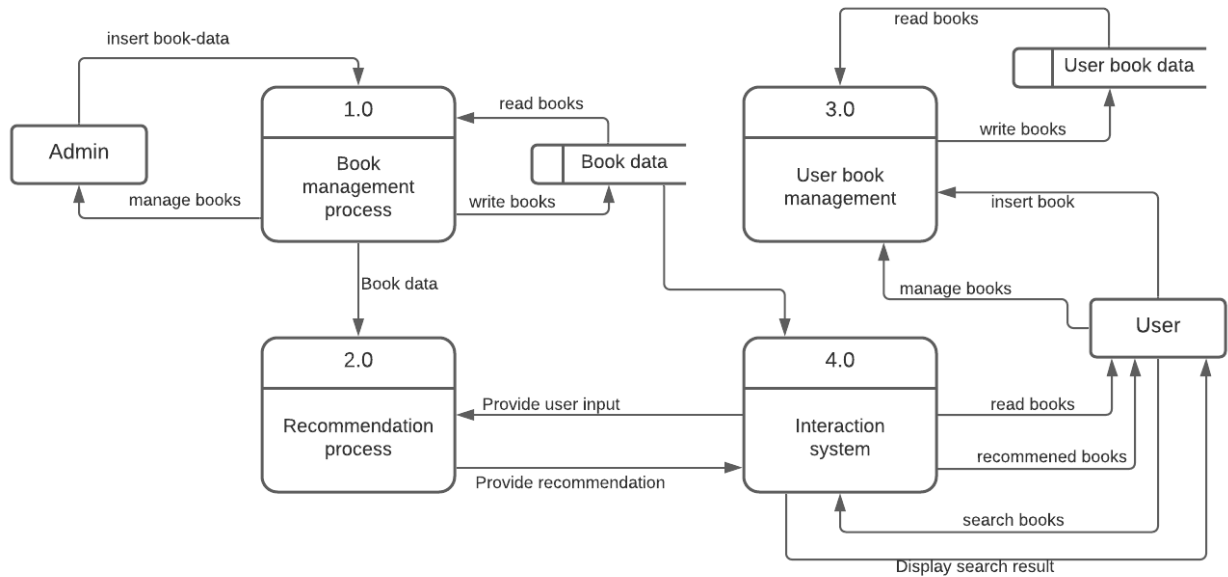 read books
insert book-data
User book data
1.0
3.0
read books
write books
Admin
Book data
Book
management
process
User book
management
manage books
write books
insert book
Book data
manage books
User
2.0
4.0
Provide user input
read books
Recommendation
process
Interaction
system
recommened books
Provide recommendation
search books
Display search result